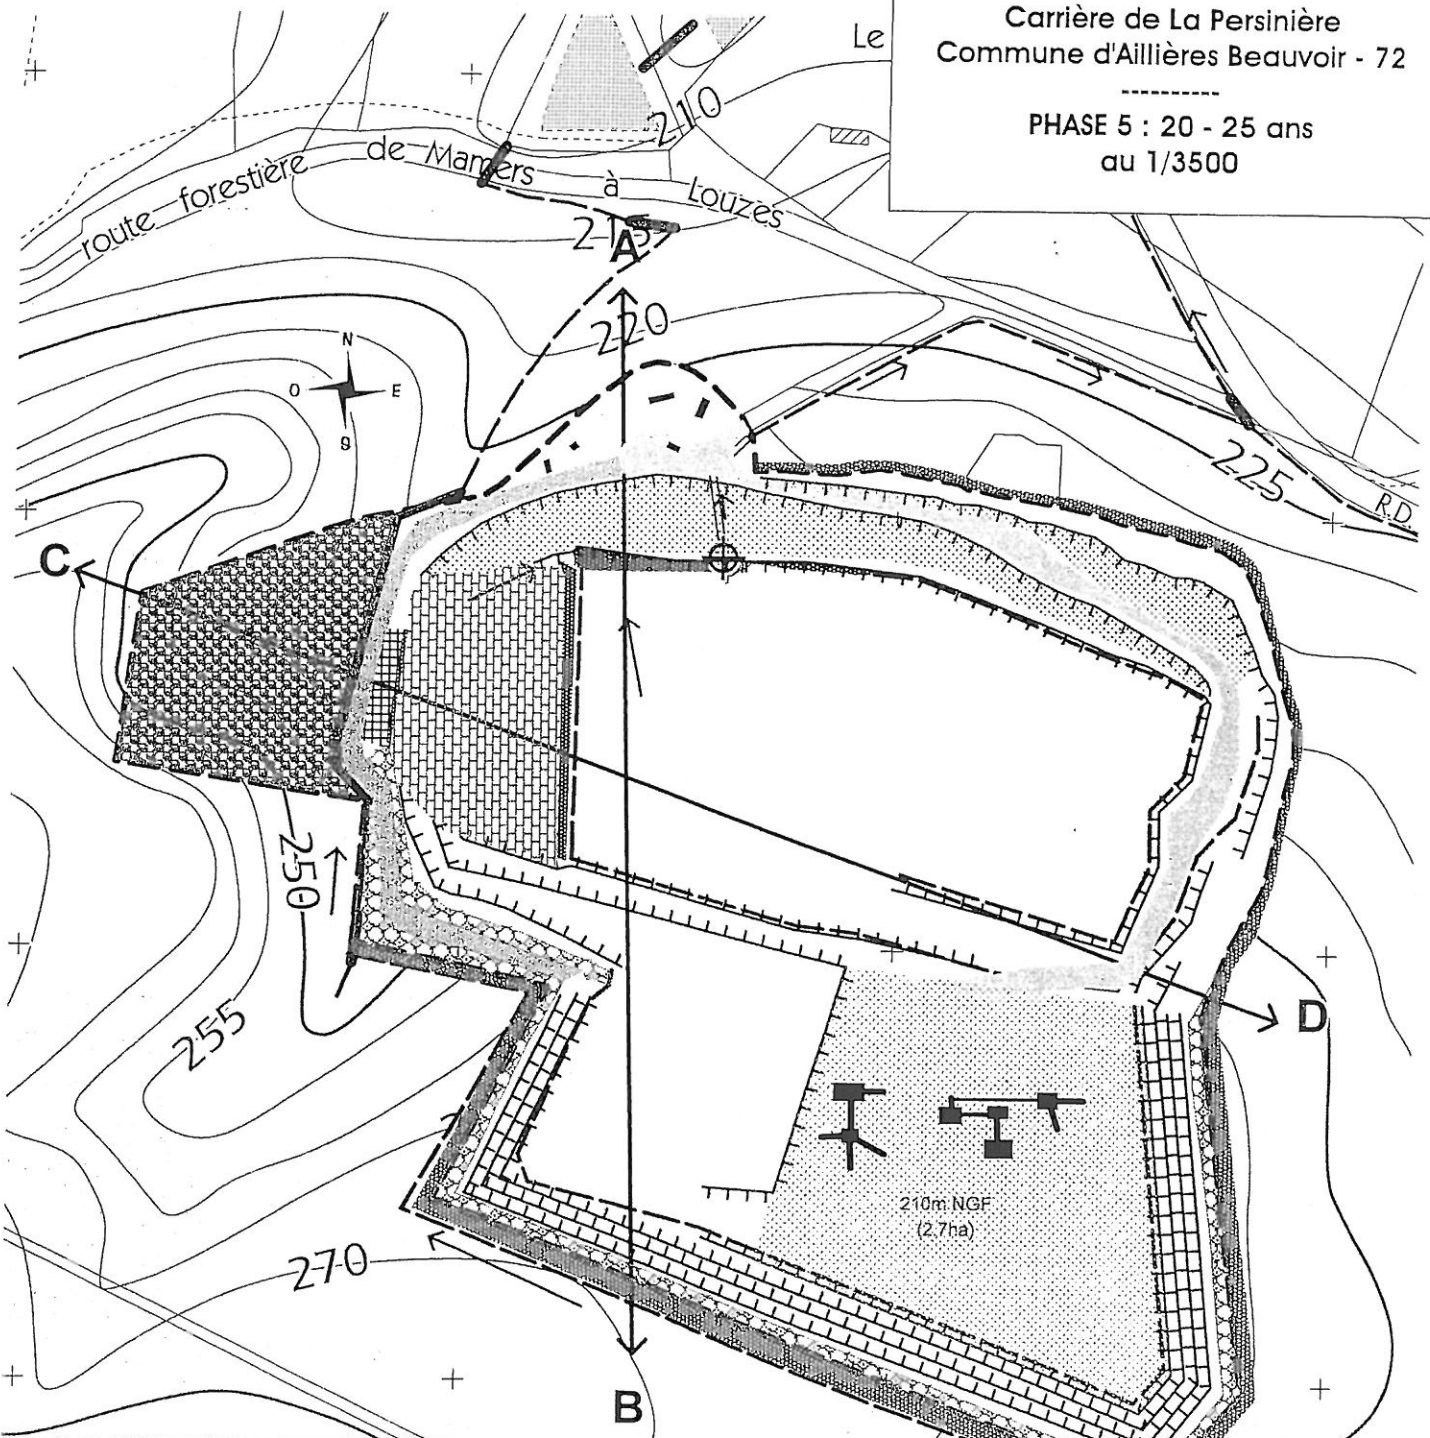 Carrière de La Persinière
Commune d'Aillières Beauvoir - 72
----------
PHASE 5 : 20 - 25 ans
au 1/3500
Le
210
route forestière de Mamers à Louzes
215
A
220
N
O E
S
225
R.D.
C
250
255
D
210m NGF
(2,7ha)
270
B